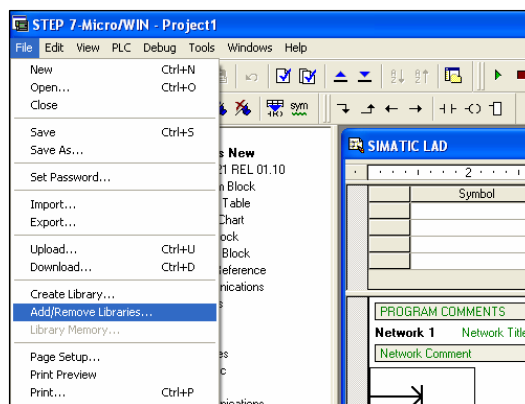 STEP 7-Micro/WIN - Project1
File Edit View PLC Debug Tools Windows Help
New Ctrl+N
Open... Ctrl+O
Close
Save Ctrl+S
Save As...
Set Password...
Import...
Export...
Upload... Ctrl+U
Download... Ctrl+D
Create Library...
Add/Remove Libraries...
Library Memory...
Page Setup...
Print Preview
Print... Ctrl+P
sym
s New
21 REL 01.10
Block
Table
Chart
ock
Block
eference
nications
s
es
c
SIMATIC LAD
2
Symbol
PROGRAM COMMENTS
Network 1 Network Title
Network Comment